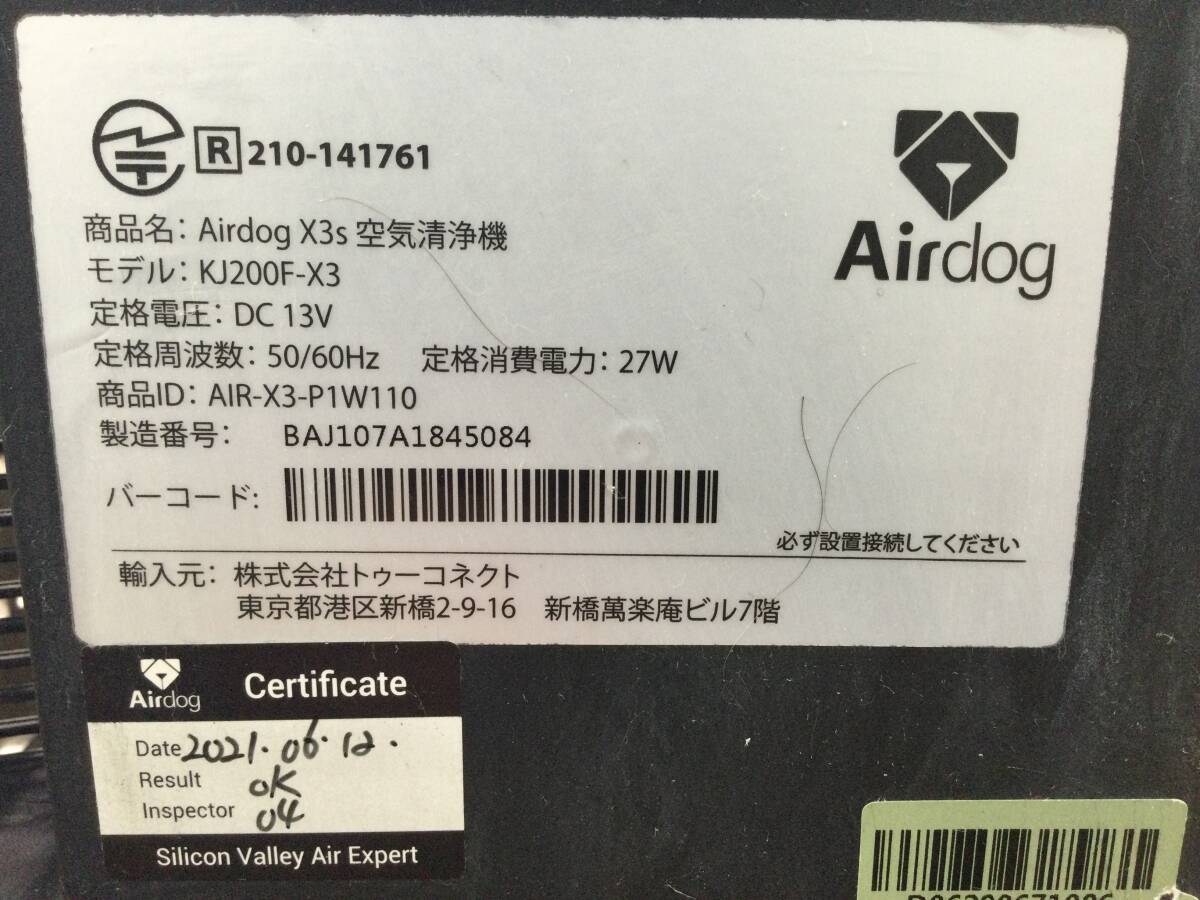 R 210-141761
Airdog
商品名: Airdog X3s 空気清浄機
モデル: KJ200F-X3
定格電圧: DC 13V
定格周波数: 50/60Hz 定格消費電力: 27W
商品ID: AIR-X3-P1W110
製造番号: BAJ107A1845084
バーコード:
必ず設置接続してください
輸入元: 株式会社トゥーコネクト
東京都港区新橋2-9-16 新橋萬楽庵ビル7階
Airdog Certificate
Date 2021.06.12.
Result OK
Inspector 04
Silicon Valley Air Expert